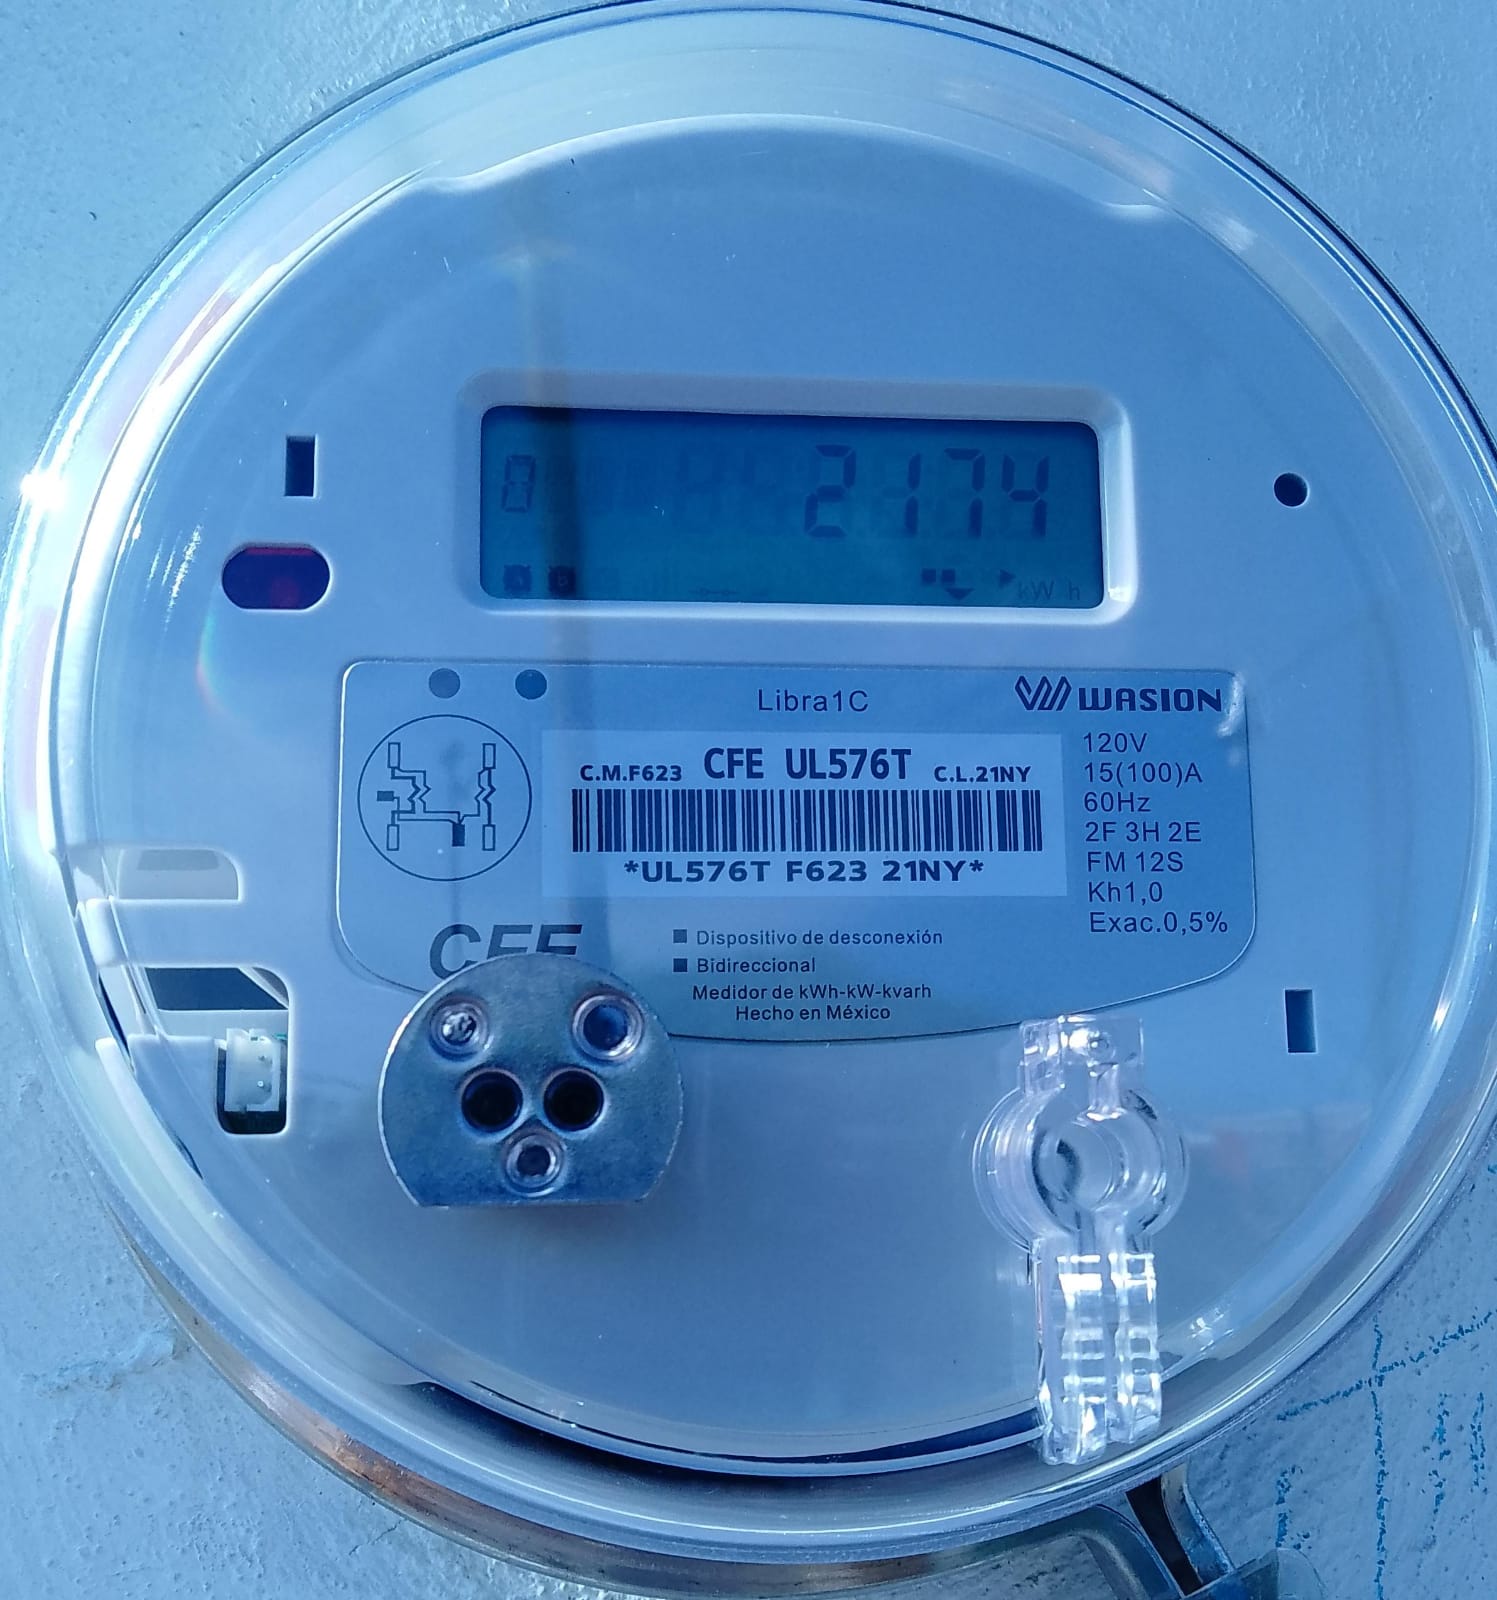 0 2174
kWh
Libra1C
WASION
C.M.F623 CFE UL576T C.L.21NY
*UL576T F623 21NY*
120V
15(100)A
60Hz
2F 3H 2E
FM 12S
Kh1,0
Exac.0,5%
CFE
Dispositivo de desconexión
Bidireccional
Medidor de kWh-kW-kvarh
Hecho en México